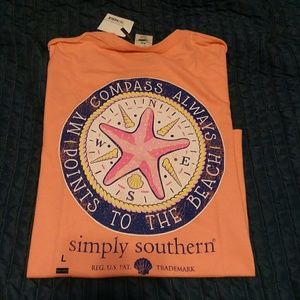 MY COMPASS ALWAYS
POINTS TO THE BEACH!
N
W
E
S
simply southern®
REG. U.S. PAT. TRADEMARK
L